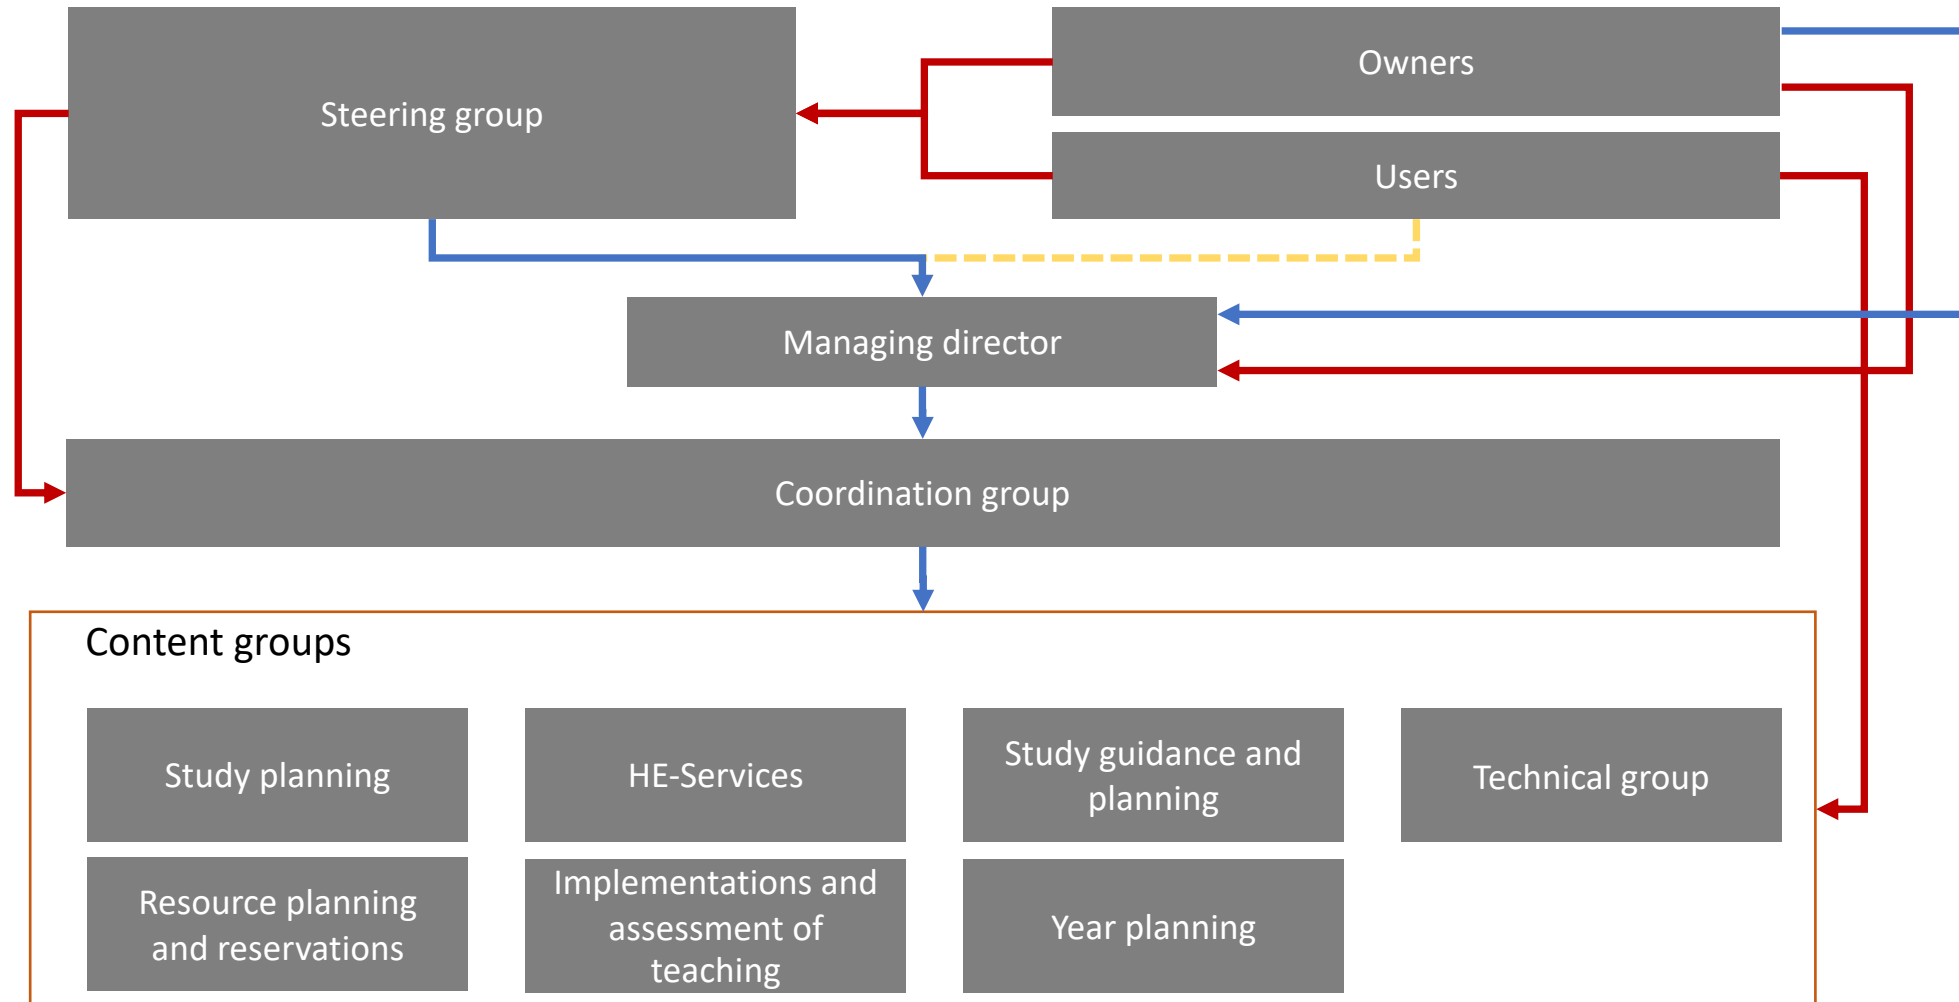 Steering group
Owners
Users
Managing director
Coordination group
Content groups
Study planning
HE-Services
Study guidance and
planning
Technical group
Resource planning
and reservations
Implementations and
assessment of
teaching
Year planning